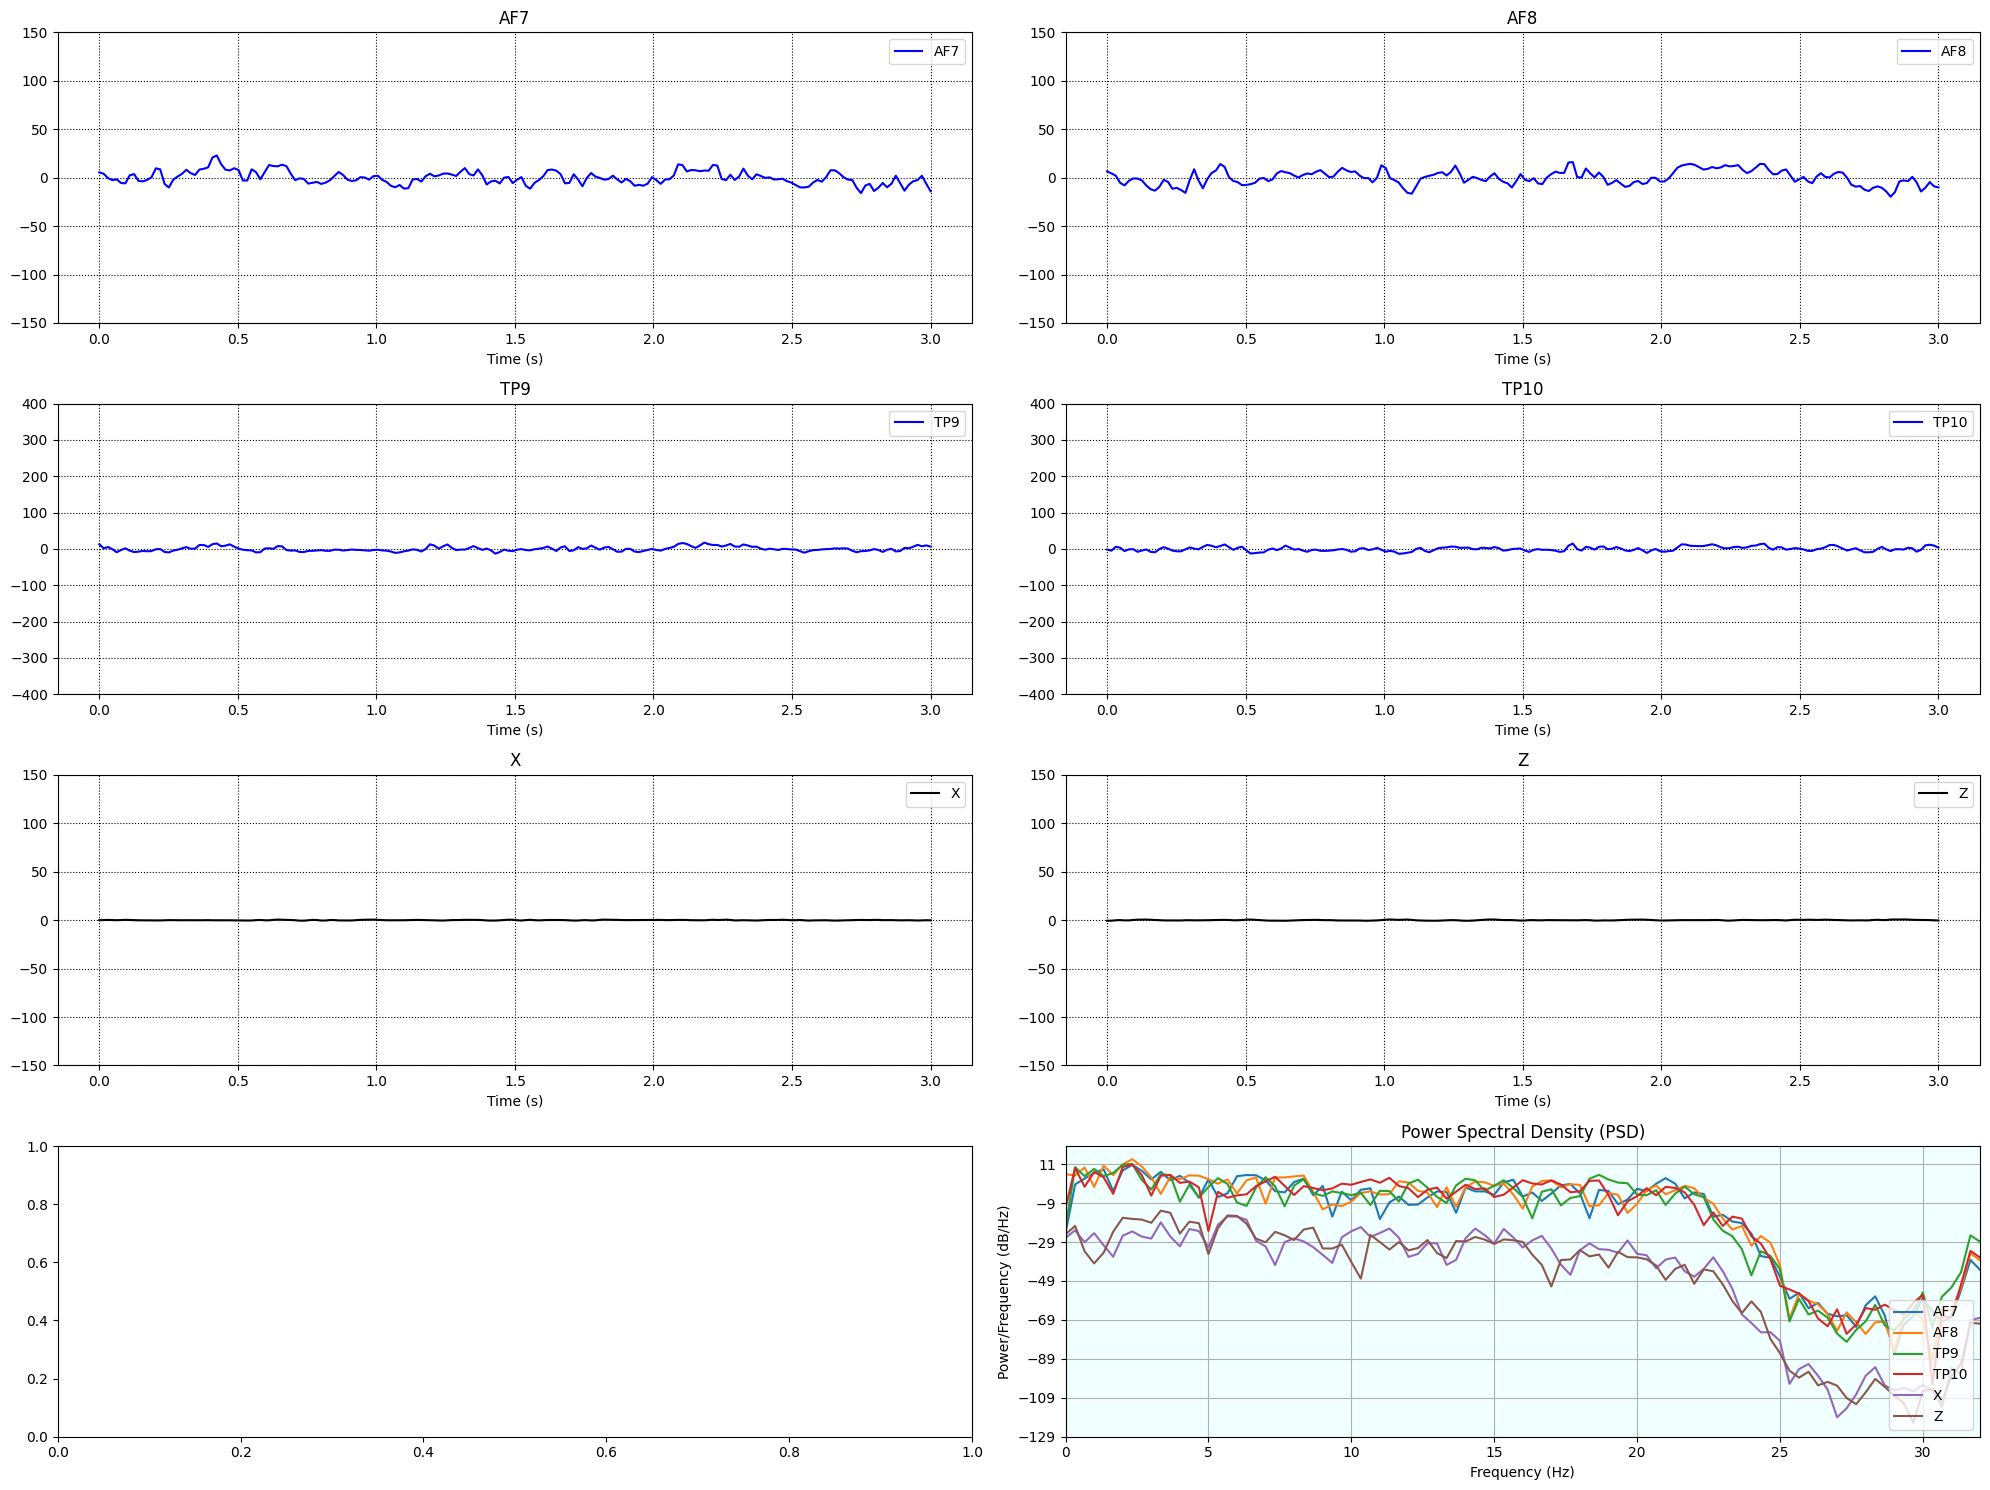 AF7
150
100
50
0
−50
−100
−150
0.0 0.5 1.0 1.5 2.0 2.5 3.0
Time (s)
AF7
AF8
150
100
50
0
−50
−100
−150
0.0 0.5 1.0 1.5 2.0 2.5 3.0
Time (s)
AF8
TP9
400
300
200
100
0
−100
−200
−300
−400
0.0 0.5 1.0 1.5 2.0 2.5 3.0
Time (s)
TP9
TP10
400
300
200
100
0
−100
−200
−300
−400
0.0 0.5 1.0 1.5 2.0 2.5 3.0
Time (s)
TP10
X
150
100
50
0
−50
−100
−150
0.0 0.5 1.0 1.5 2.0 2.5 3.0
Time (s)
X
Z
150
100
50
0
−50
−100
−150
0.0 0.5 1.0 1.5 2.0 2.5 3.0
Time (s)
Z
1.0
0.8
0.6
0.4
0.2
0.0
0.0 0.2 0.4 0.6 0.8 1.0
Power Spectral Density (PSD)
Power/Frequency (dB/Hz)
11
−9
−29
−49
−69
−89
−109
−129
0 5 10 15 20 25 30
Frequency (Hz)
AF7
AF8
TP9
TP10
X
Z